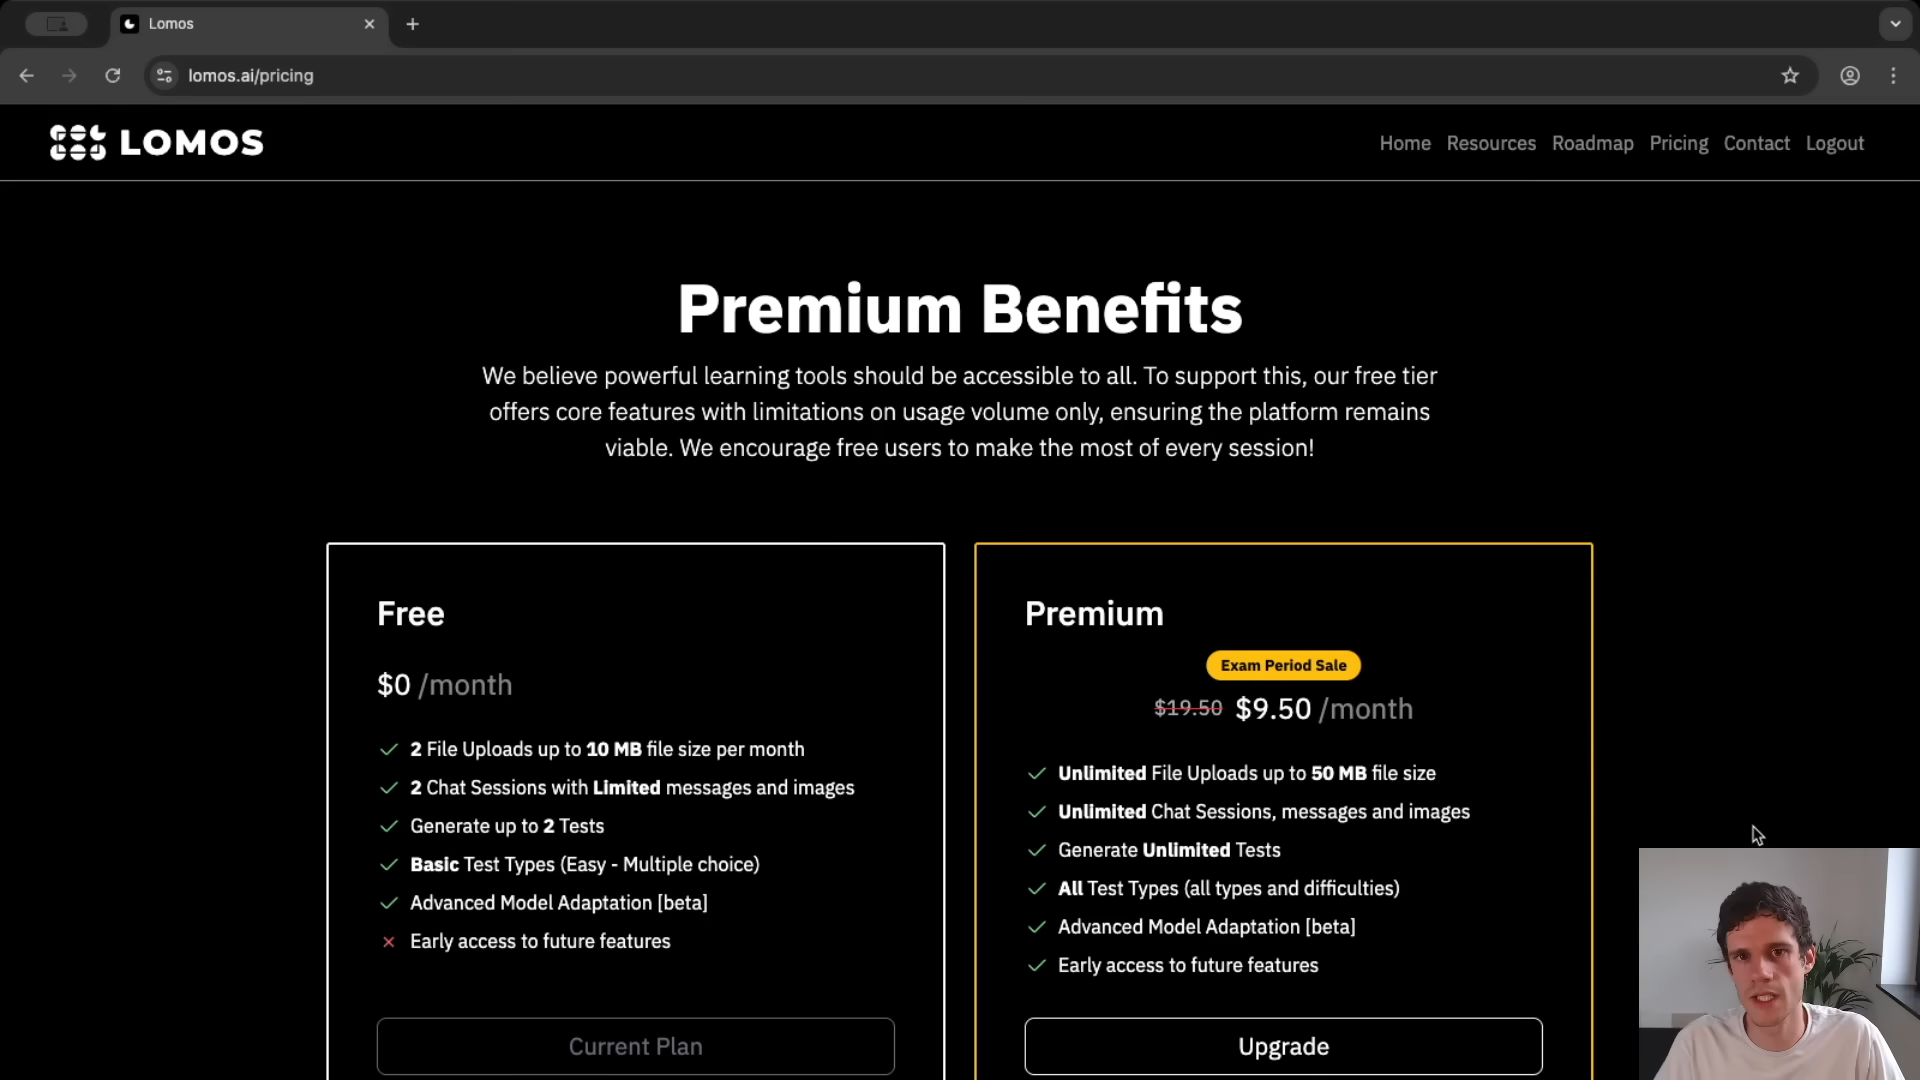 Lomos
lomos.ai/pricing
LOMOS
Home Resources Roadmap Pricing Contact Logout
Premium Benefits
We believe powerful learning tools should be accessible to all. To support this, our free tier
offers core features with limitations on usage volume only, ensuring the platform remains
viable. We encourage free users to make the most of every session!
Free
$0 /month
2 File Uploads up to 10 MB file size per month
2 Chat Sessions with Limited messages and images
Generate up to 2 Tests
Basic Test Types (Easy - Multiple choice)
Advanced Model Adaptation [beta]
Early access to future features
Current Plan
Premium
Exam Period Sale
$19.50 $9.50 /month
Unlimited File Uploads up to 50 MB file size
Unlimited Chat Sessions, messages and images
Generate Unlimited Tests
All Test Types (all types and difficulties)
Advanced Model Adaptation [beta]
Early access to future features
Upgrade